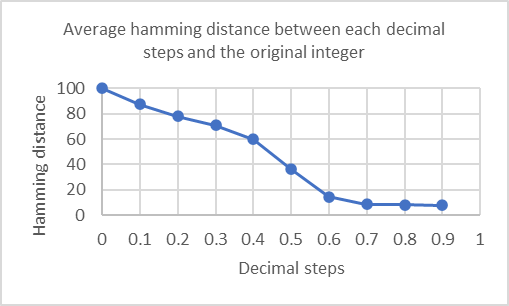 Average hamming distance between each decimal
steps and the original integer
Hamming distance
100
80
60
40
20
0
0 0.1 0.2 0.3 0.4 0.5 0.6 0.7 0.8 0.9 1
Decimal steps